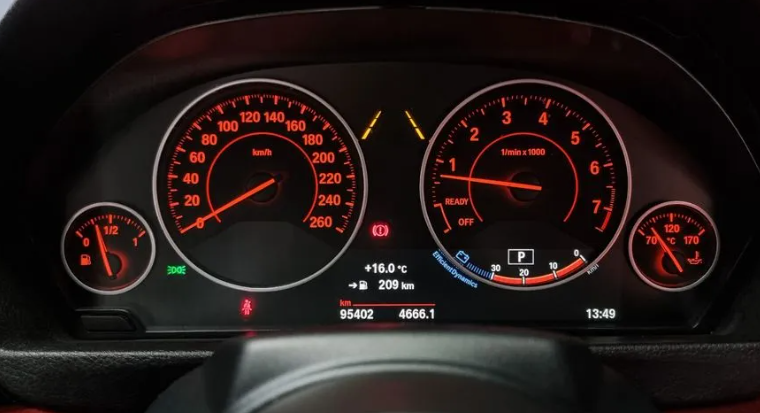 0 20 40 60 80 100 120 140 160 180 200 220 240 260
km/h
1 2 3 4 5 6 7
1/min x 1000
READY
OFF
0 1/2 1
70 120 170
°C
P
30 20 10 0
EfficientDynamics
+16.0 °C
209 km
km
95402 4666.1
13:49